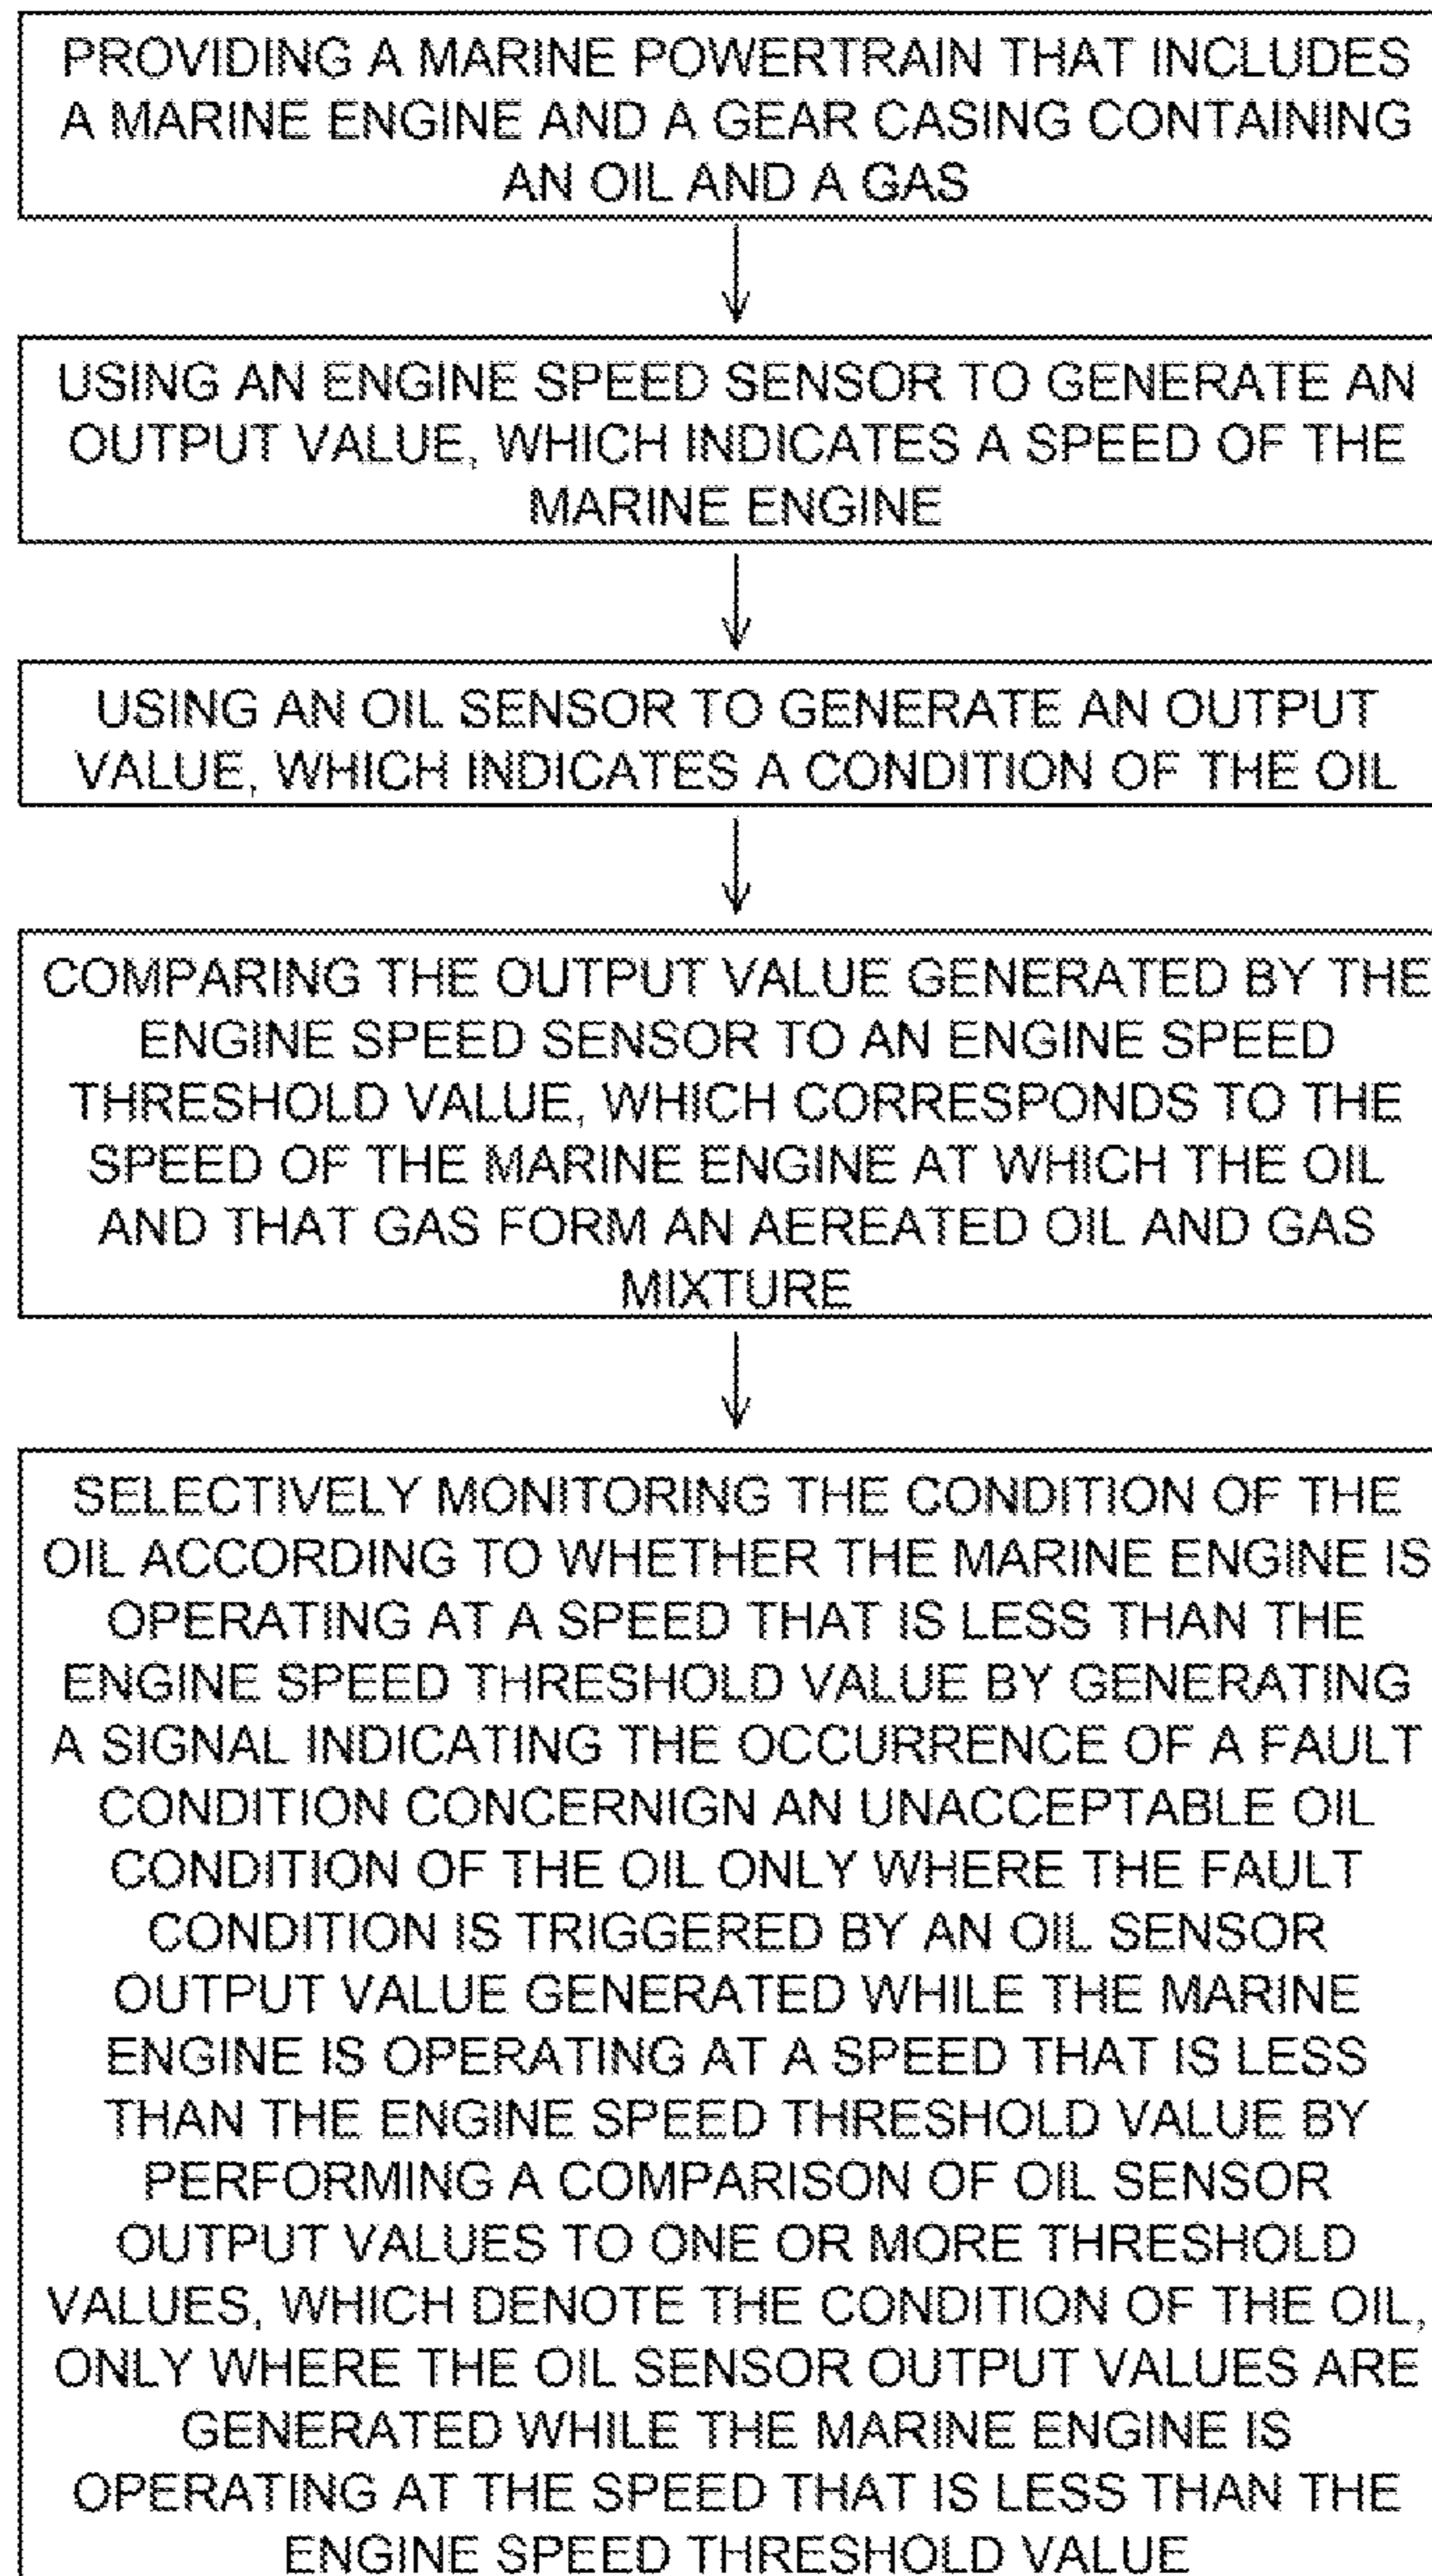 PROVIDING A MARINE POWERTRAIN THAT INCLUDES
A MARINE ENGINE AND A GEAR CASING CONTAINING
AN OIL AND A GAS
USING AN ENGINE SPEED SENSOR TO GENERATE AN
OUTPUT VALUE, WHICH INDICATES A SPEED OF THE
MARINE ENGINE
USING AN OIL SENSOR TO GENERATE AN OUTPUT
VALUE, WHICH INDICATES A CONDITION OF THE OIL
COMPARING THE OUTPUT VALUE GENERATED BY THE
ENGINE SPEED SENSOR TO AN ENGINE SPEED
THRESHOLD VALUE, WHICH CORRESPONDS TO THE
SPEED OF THE MARINE ENGINE AT WHICH THE OIL
AND THAT GAS FORM AN AEREATED OIL AND GAS
MIXTURE
SELECTIVELY MONITORING THE CONDITION OF THE
OIL ACCORDING TO WHETHER THE MARINE ENGINE IS
OPERATING AT A SPEED THAT IS LESS THAN THE
ENGINE SPEED THRESHOLD VALUE BY GENERATING
A SIGNAL INDICATING THE OCCURRENCE OF A FAULT
CONDITION CONCERNIGN AN UNACCEPTABLE OIL
CONDITION OF THE OIL ONLY WHERE THE FAULT
CONDITION IS TRIGGERED BY AN OIL SENSOR
OUTPUT VALUE GENERATED WHILE THE MARINE
ENGINE IS OPERATING AT A SPEED THAT IS LESS
THAN THE ENGINE SPEED THRESHOLD VALUE BY
PERFORMING A COMPARISON OF OIL SENSOR
OUTPUT VALUES TO ONE OR MORE THRESHOLD
VALUES, WHICH DENOTE THE CONDITION OF THE OIL,
ONLY WHERE THE OIL SENSOR OUTPUT VALUES ARE
GENERATED WHILE THE MARINE ENGINE IS
OPERATING AT THE SPEED THAT IS LESS THAN THE
ENGINE SPEED THRESHOLD VALUE